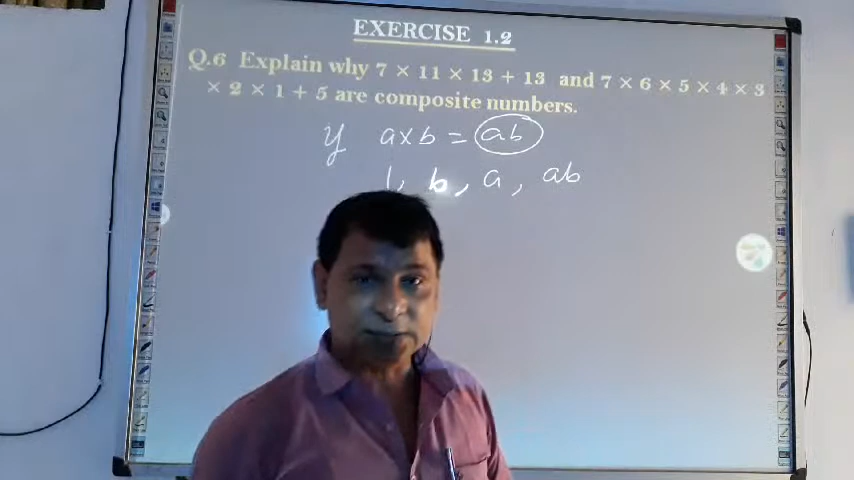 EXERCISE 1.2
Q.6 Explain why 7 × 11 × 13 + 13 and 7 × 6 × 5 × 4 × 3
× 2 × 1 + 5 are composite numbers.
y a×b = ab
1, b, a, ab